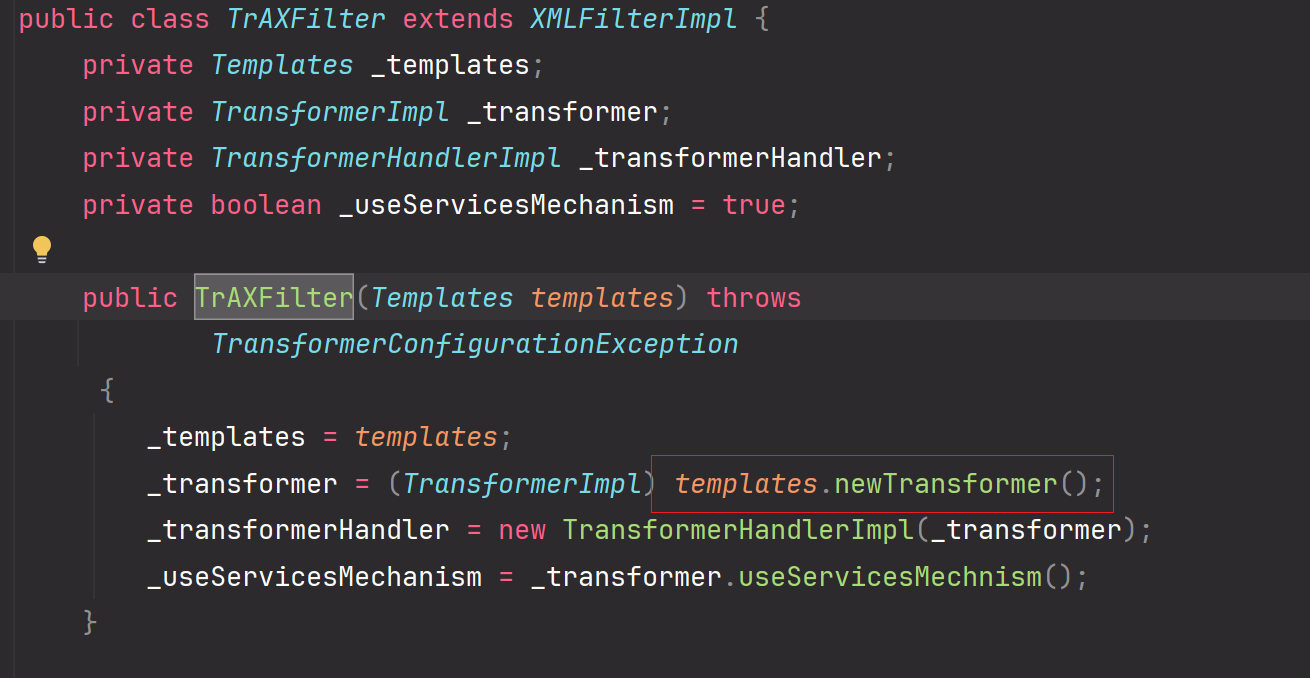 public class TrAXFilter extends XMLFilterImpl {
    private Templates _templates;
    private TransformerImpl _transformer;
    private TransformerHandlerImpl _transformerHandler;
    private boolean _useServicesMechanism = true;
    public TrAXFilter(Templates templates) throws
            TransformerConfigurationException
     {
        _templates = templates;
        _transformer = (TransformerImpl) templates.newTransformer();
        _transformerHandler = new TransformerHandlerImpl(_transformer);
        _useServicesMechanism = _transformer.useServicesMechnism();
    }